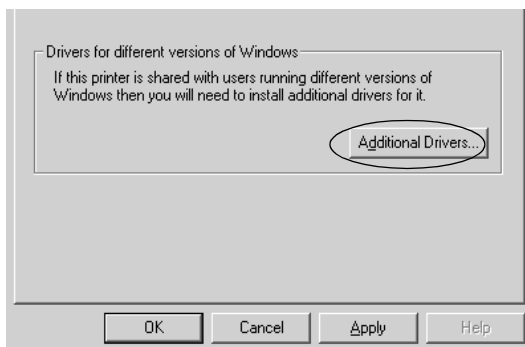 Drivers for different versions of Windows
If this printer is shared with users running different versions of
Windows then you will need to install additional drivers for it.
Additional Drivers...
OK Cancel Apply Help